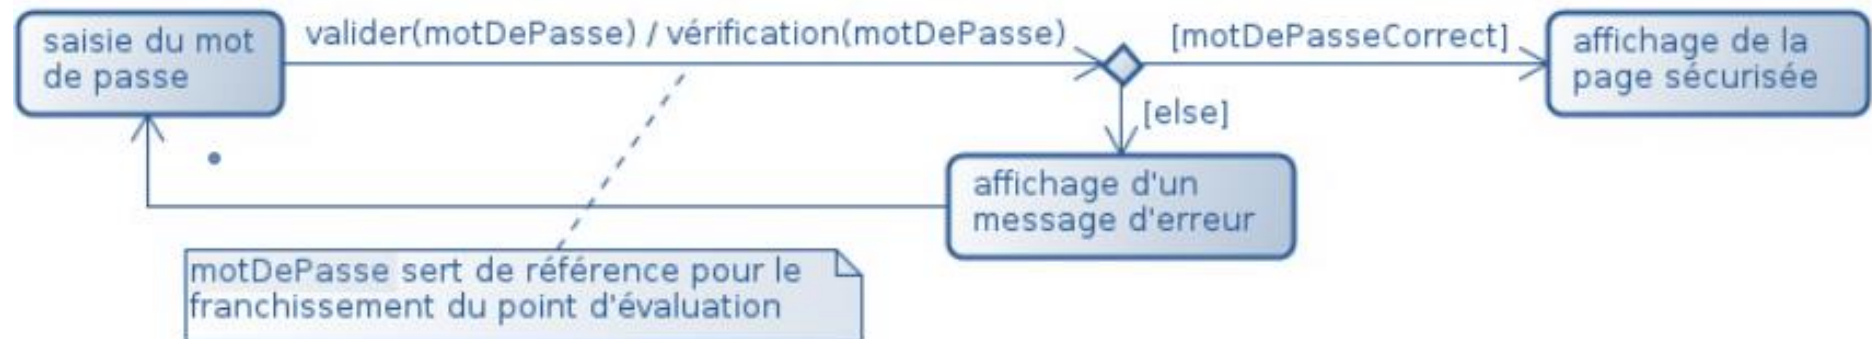 saisie du mot
de passe
valider(motDePasse) / vérification(motDePasse)
[motDePasseCorrect]
affichage de la
page sécurisée
[else]
affichage d'un
message d'erreur
motDePasse sert de référence pour le
franchissement du point d'évaluation